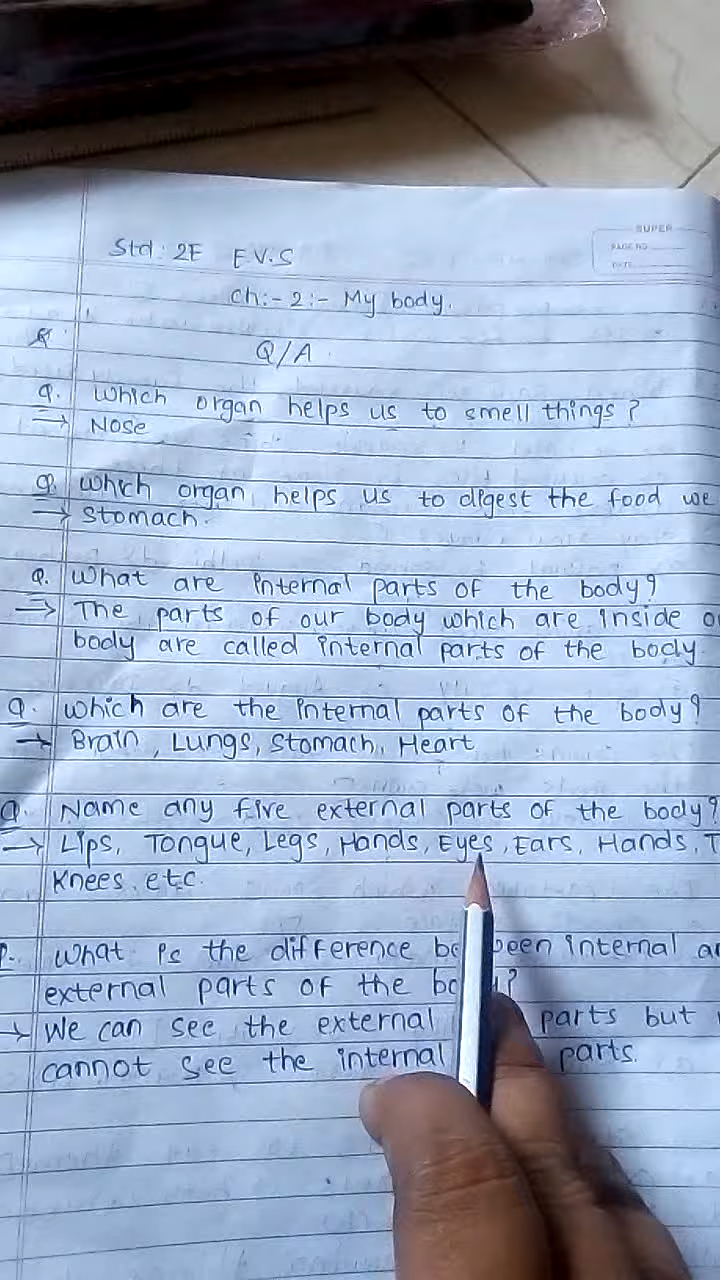 SUPER
PAGE NO
DATE
Std: 2E E.V.S
Ch:- 2:- My body.
Q/A
Q. Which organ helps us to smell things?
→ Nose
Q. Which organ helps us to digest the food we
→ Stomach.
Q. What are internal parts of the body?
→ The parts of our body which are inside
body are called internal parts of the body.
Q. Which are the internal parts of the body?
→ Brain, Lungs, Stomach, Heart
Q. Name any five external parts of the body?
→ Lips, Tongue, Legs, Hands, Eyes, Ears, Hands,
Knees, etc.
What is the difference between internal
external parts of the body?
→ We can see the external parts but
cannot see the internal parts.